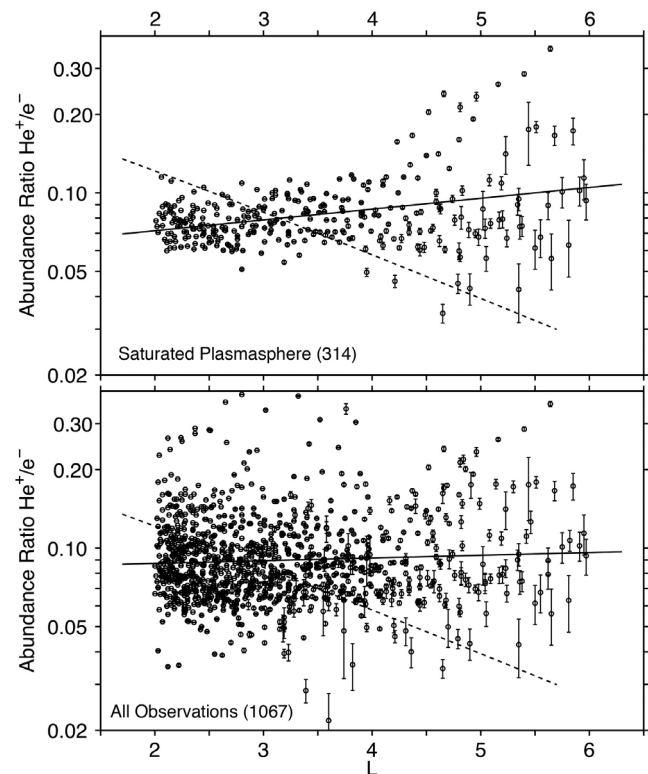 2 3 4 5 6
0.30
0.20
0.10
0.05
0.02
Abundance Ratio He+/e−
Saturated Plasmasphere (314)
0.30
0.20
0.10
0.05
0.02
Abundance Ratio He+/e−
All Observations (1067)
2 3 4 5 6
L